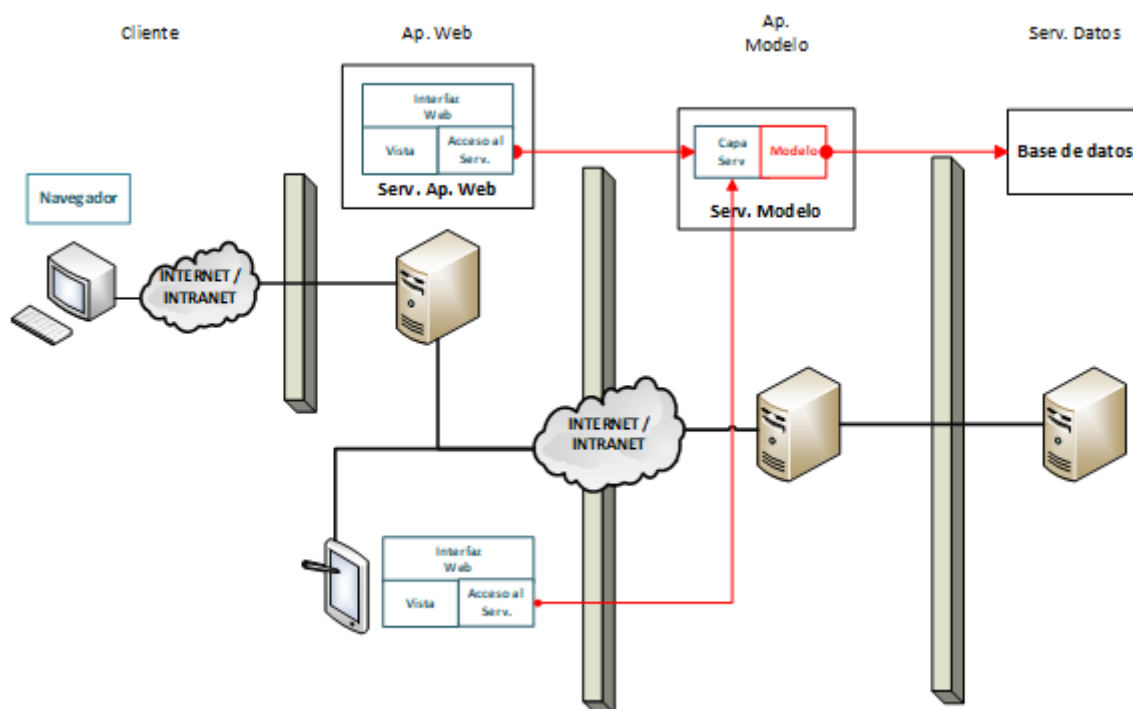 Cliente
Ap. Web
Ap.
Modelo
Serv. Datos
Interfaz
Web
Vista
Acceso al
Serv.
Serv. Ap. Web
Capa
Serv
Modelo
Serv. Modelo
Base de datos
Navegador
INTERNET /
INTRANET
INTERNET /
INTRANET
Interfaz
Web
Vista
Acceso al
Serv.